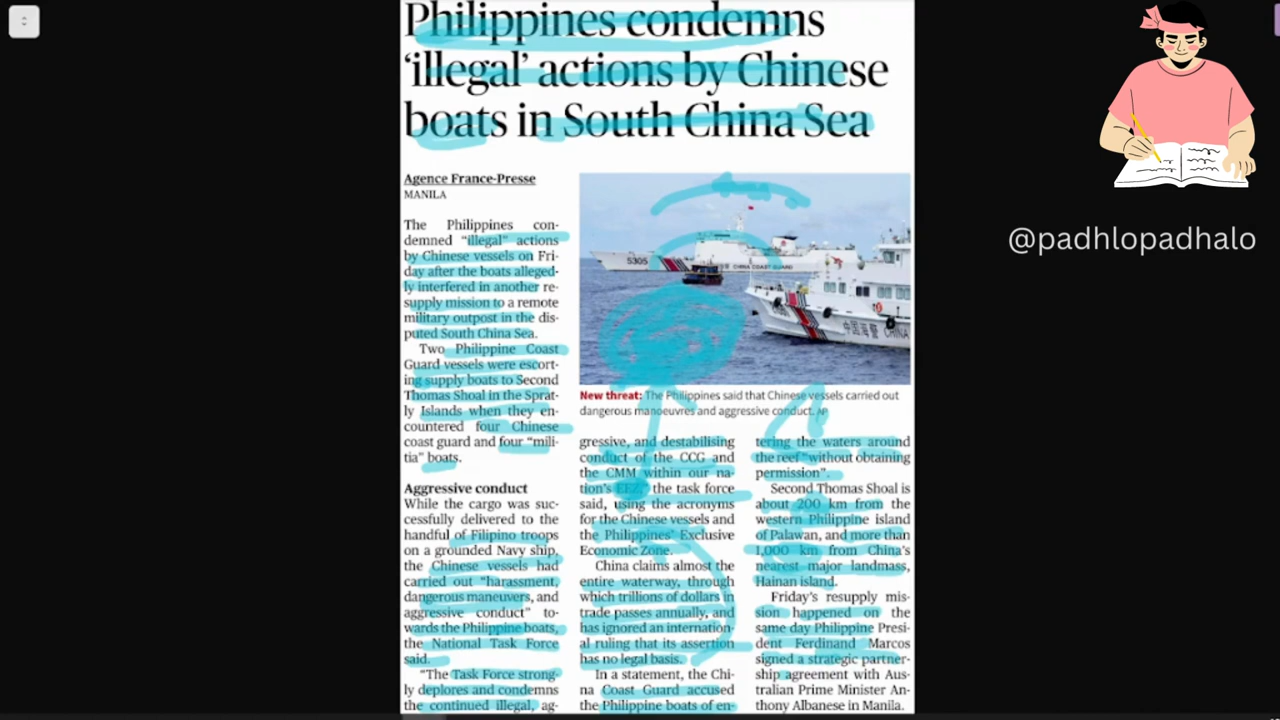 Philippines condemns
‘illegal’ actions by Chinese
boats in South China Sea
Agence France-Presse
MANILA
The Philippines con-
demned “illegal” actions
by Chinese vessels on Fri-
day after the boats alleged-
ly interfered in another re-
supply mission to a remote
military outpost in the dis-
puted South China Sea.
Two Philippine Coast
Guard vessels were escort-
ing supply boats to Second
Thomas Shoal in the Sprat-
ly Islands when they en-
countered four Chinese
coast guard and four “mili-
tia” boats.
Aggressive conduct
While the cargo was suc-
cessfully delivered to the
handful of Filipino troops
on a grounded Navy ship,
the Chinese vessels had
carried out “harassment,
dangerous maneuvers, and
aggressive conduct” to-
wards the Philippine boats,
the National Task Force
said.
“The Task Force strong-
ly deplores and condemns
the continued illegal, ag-
5305
CHINA COAST GUARD
中国海警 CHINA
New threat: The Philippines said that Chinese vessels carried out
dangerous manoeuvres and aggressive conduct. AP
gressive, and destabilising
conduct of the CCG and
the CMM within our na-
tion’s EEZ,” the task force
said, using the acronyms
for the Chinese vessels and
the Philippines’ Exclusive
Economic Zone.
China claims almost the
entire waterway, through
which trillions of dollars in
trade passes annually, and
has ignored an internation-
al ruling that its assertion
has no legal basis.
In a statement, the Chi-
na Coast Guard accused
the Philippine boats of en-
tering the waters around
the reef “without obtaining
permission”.
Second Thomas Shoal is
about 200 km from the
western Philippine island
of Palawan, and more than
1,000 km from China’s
nearest major landmass,
Hainan island.
Friday’s resupply mis-
sion happened on the
same day Philippine Presi-
dent Ferdinand Marcos
signed a strategic partner-
ship agreement with Aus-
tralian Prime Minister An-
thony Albanese in Manila.
@padhlopadhalo